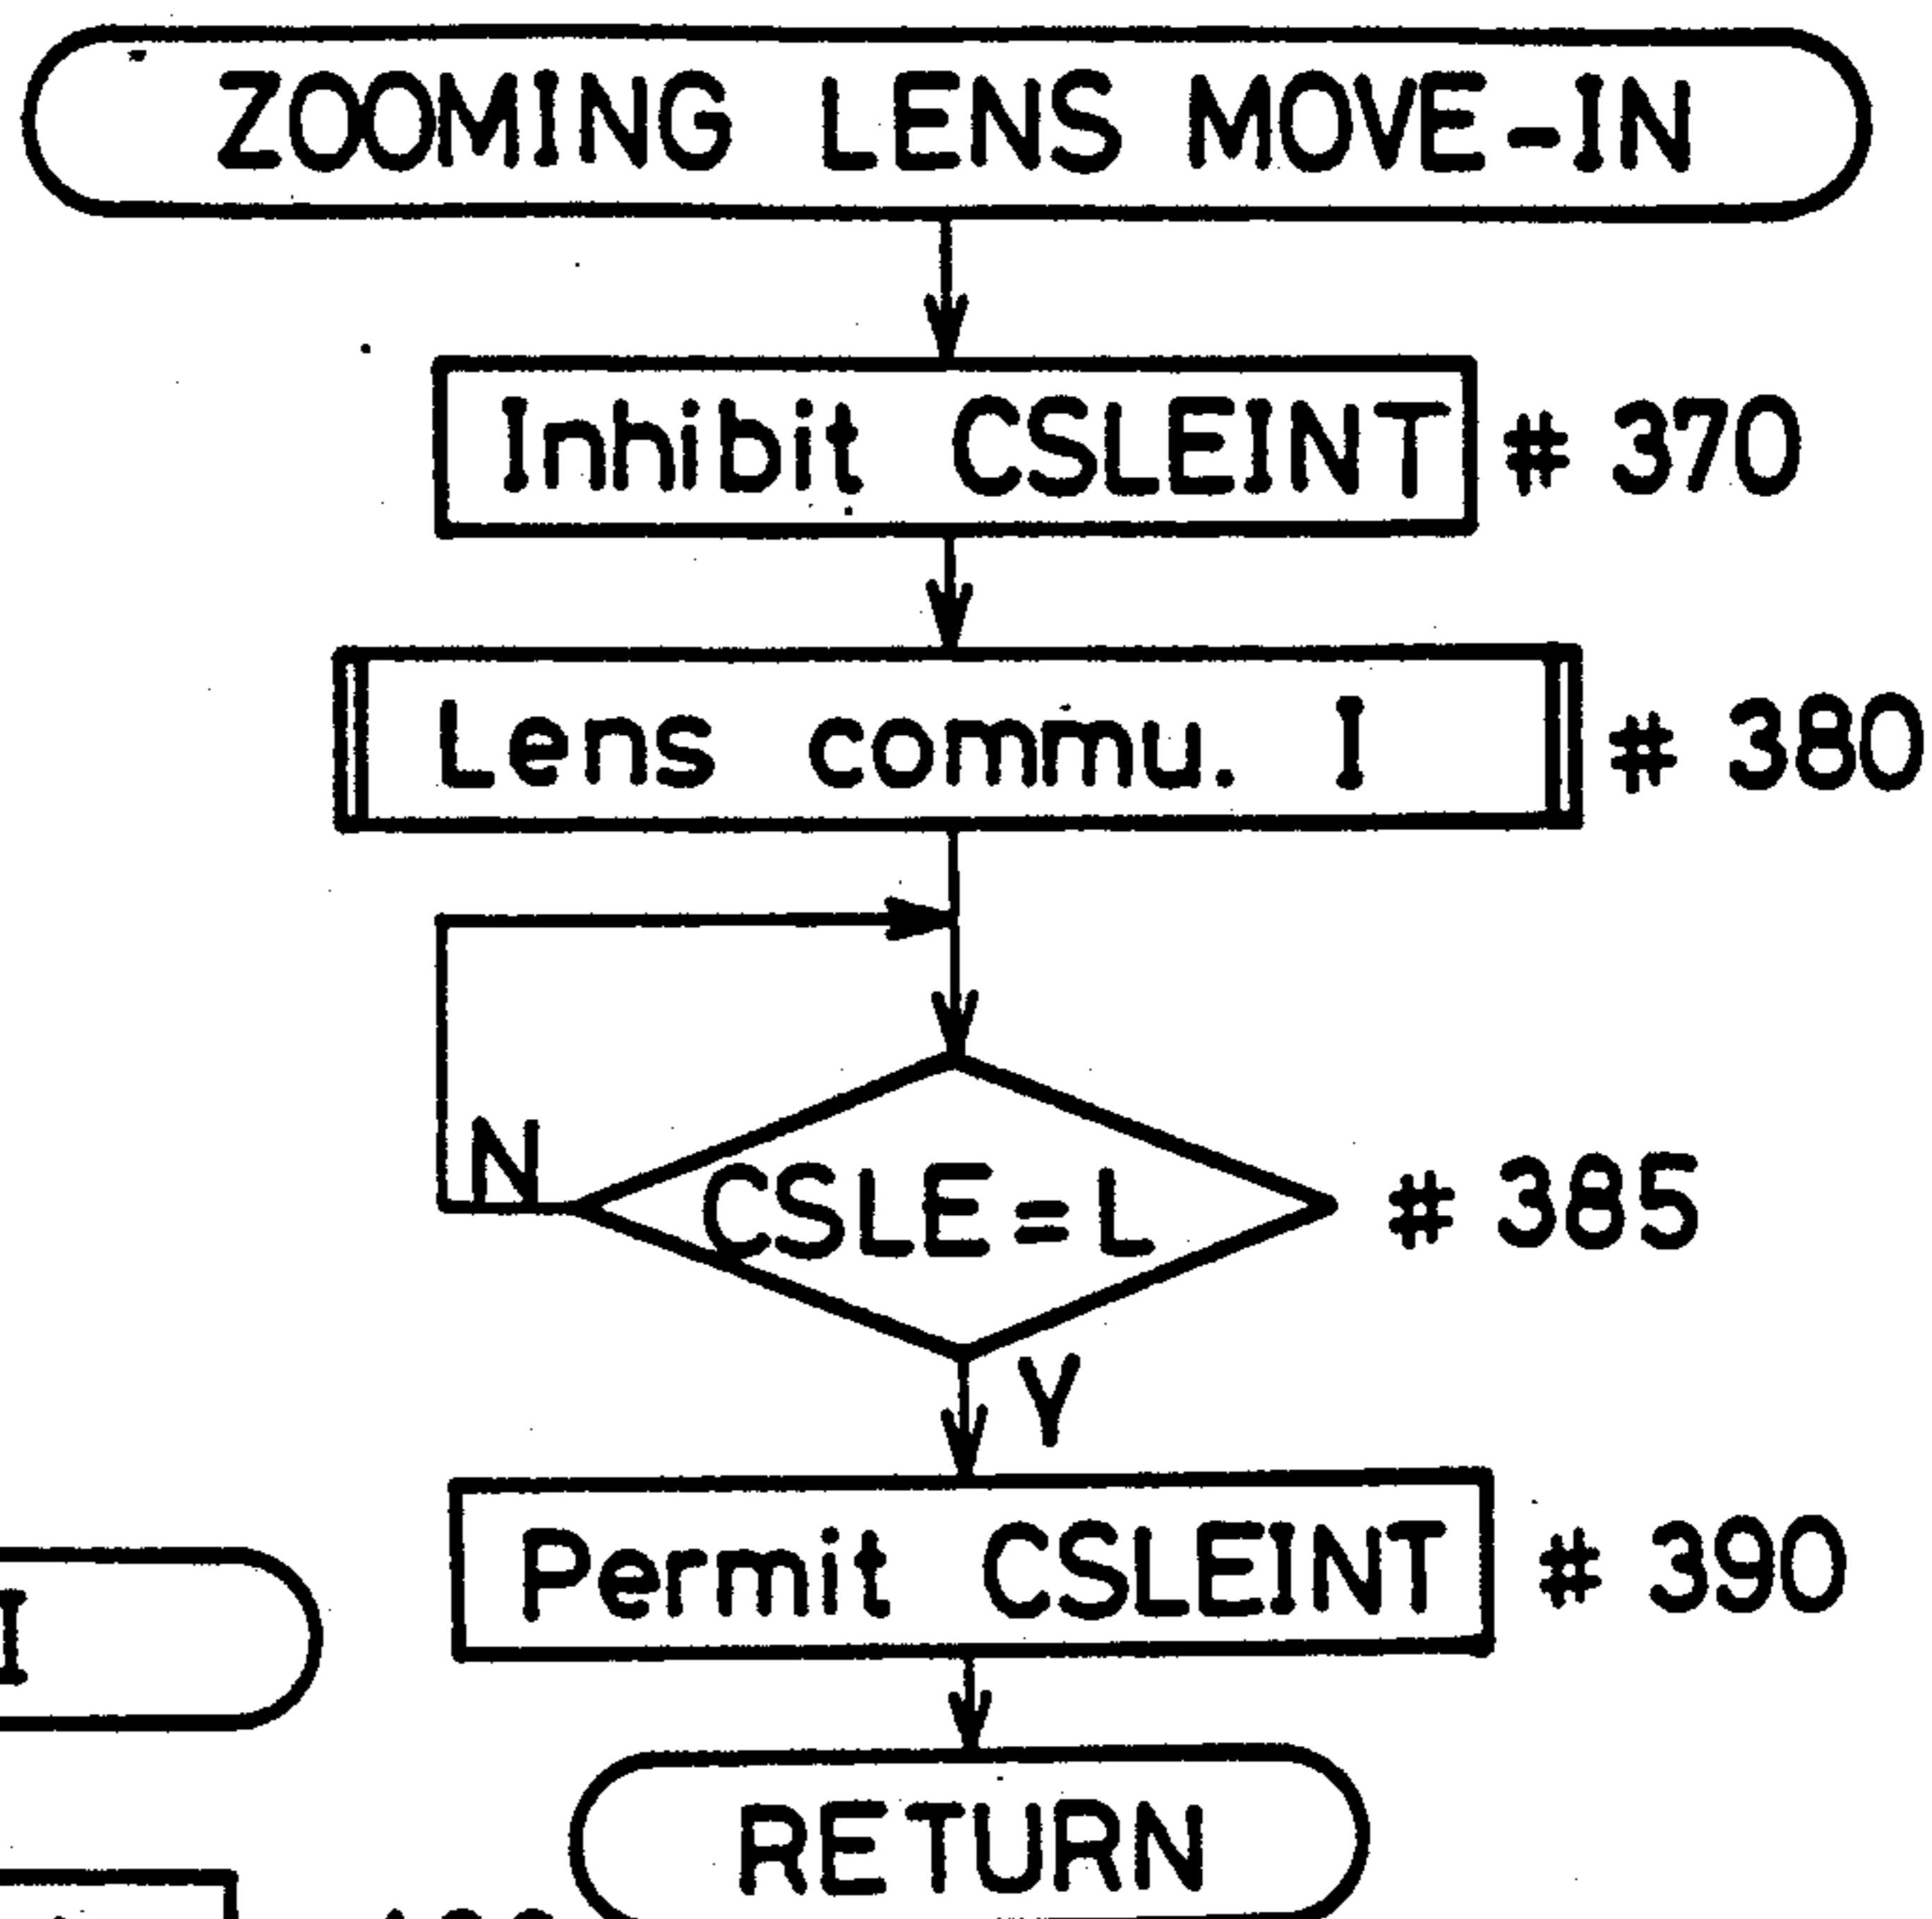 ZOOMING LENS MOVE-IN
Inhibit CSLEINT # 370
Lens commu. I # 380
N
CSLE=L # 385
Y
Permit CSLEINT # 390
I
RETURN